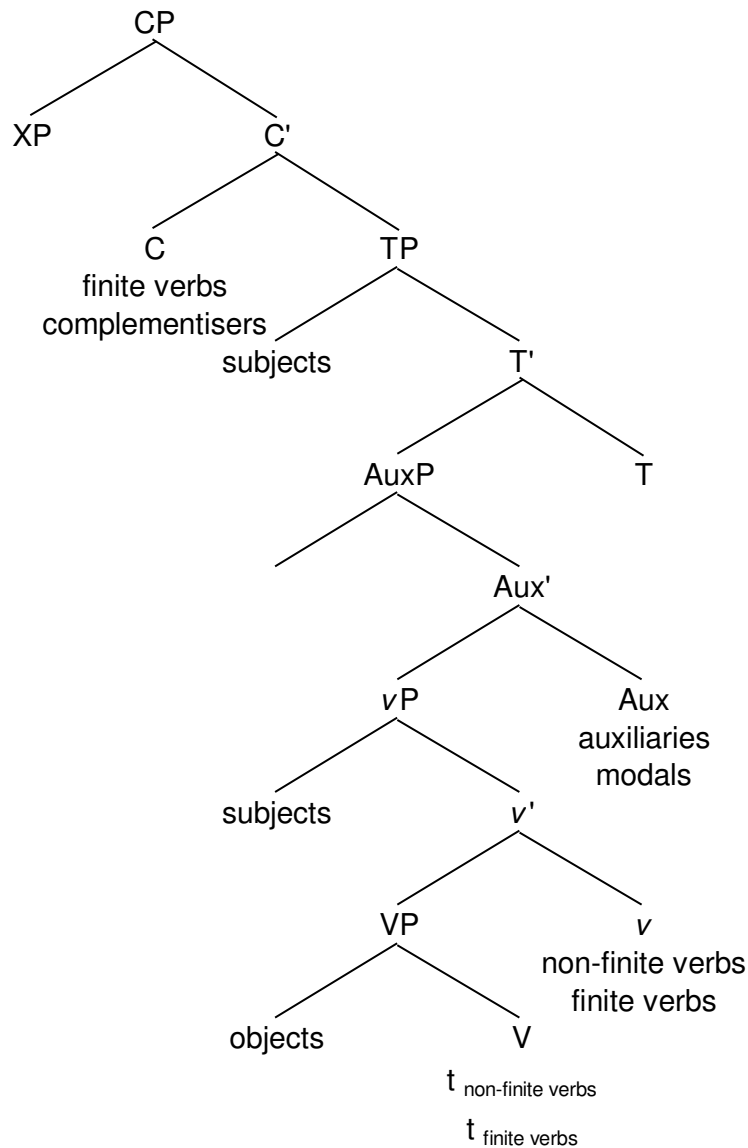 CP
XP C'
C TP
finite verbs
complementisers
subjects T'
AuxP T
Aux'
vP Aux
auxiliaries
modals
subjects v'
VP v
non-finite verbs
finite verbs
objects V
t non-finite verbs
t finite verbs